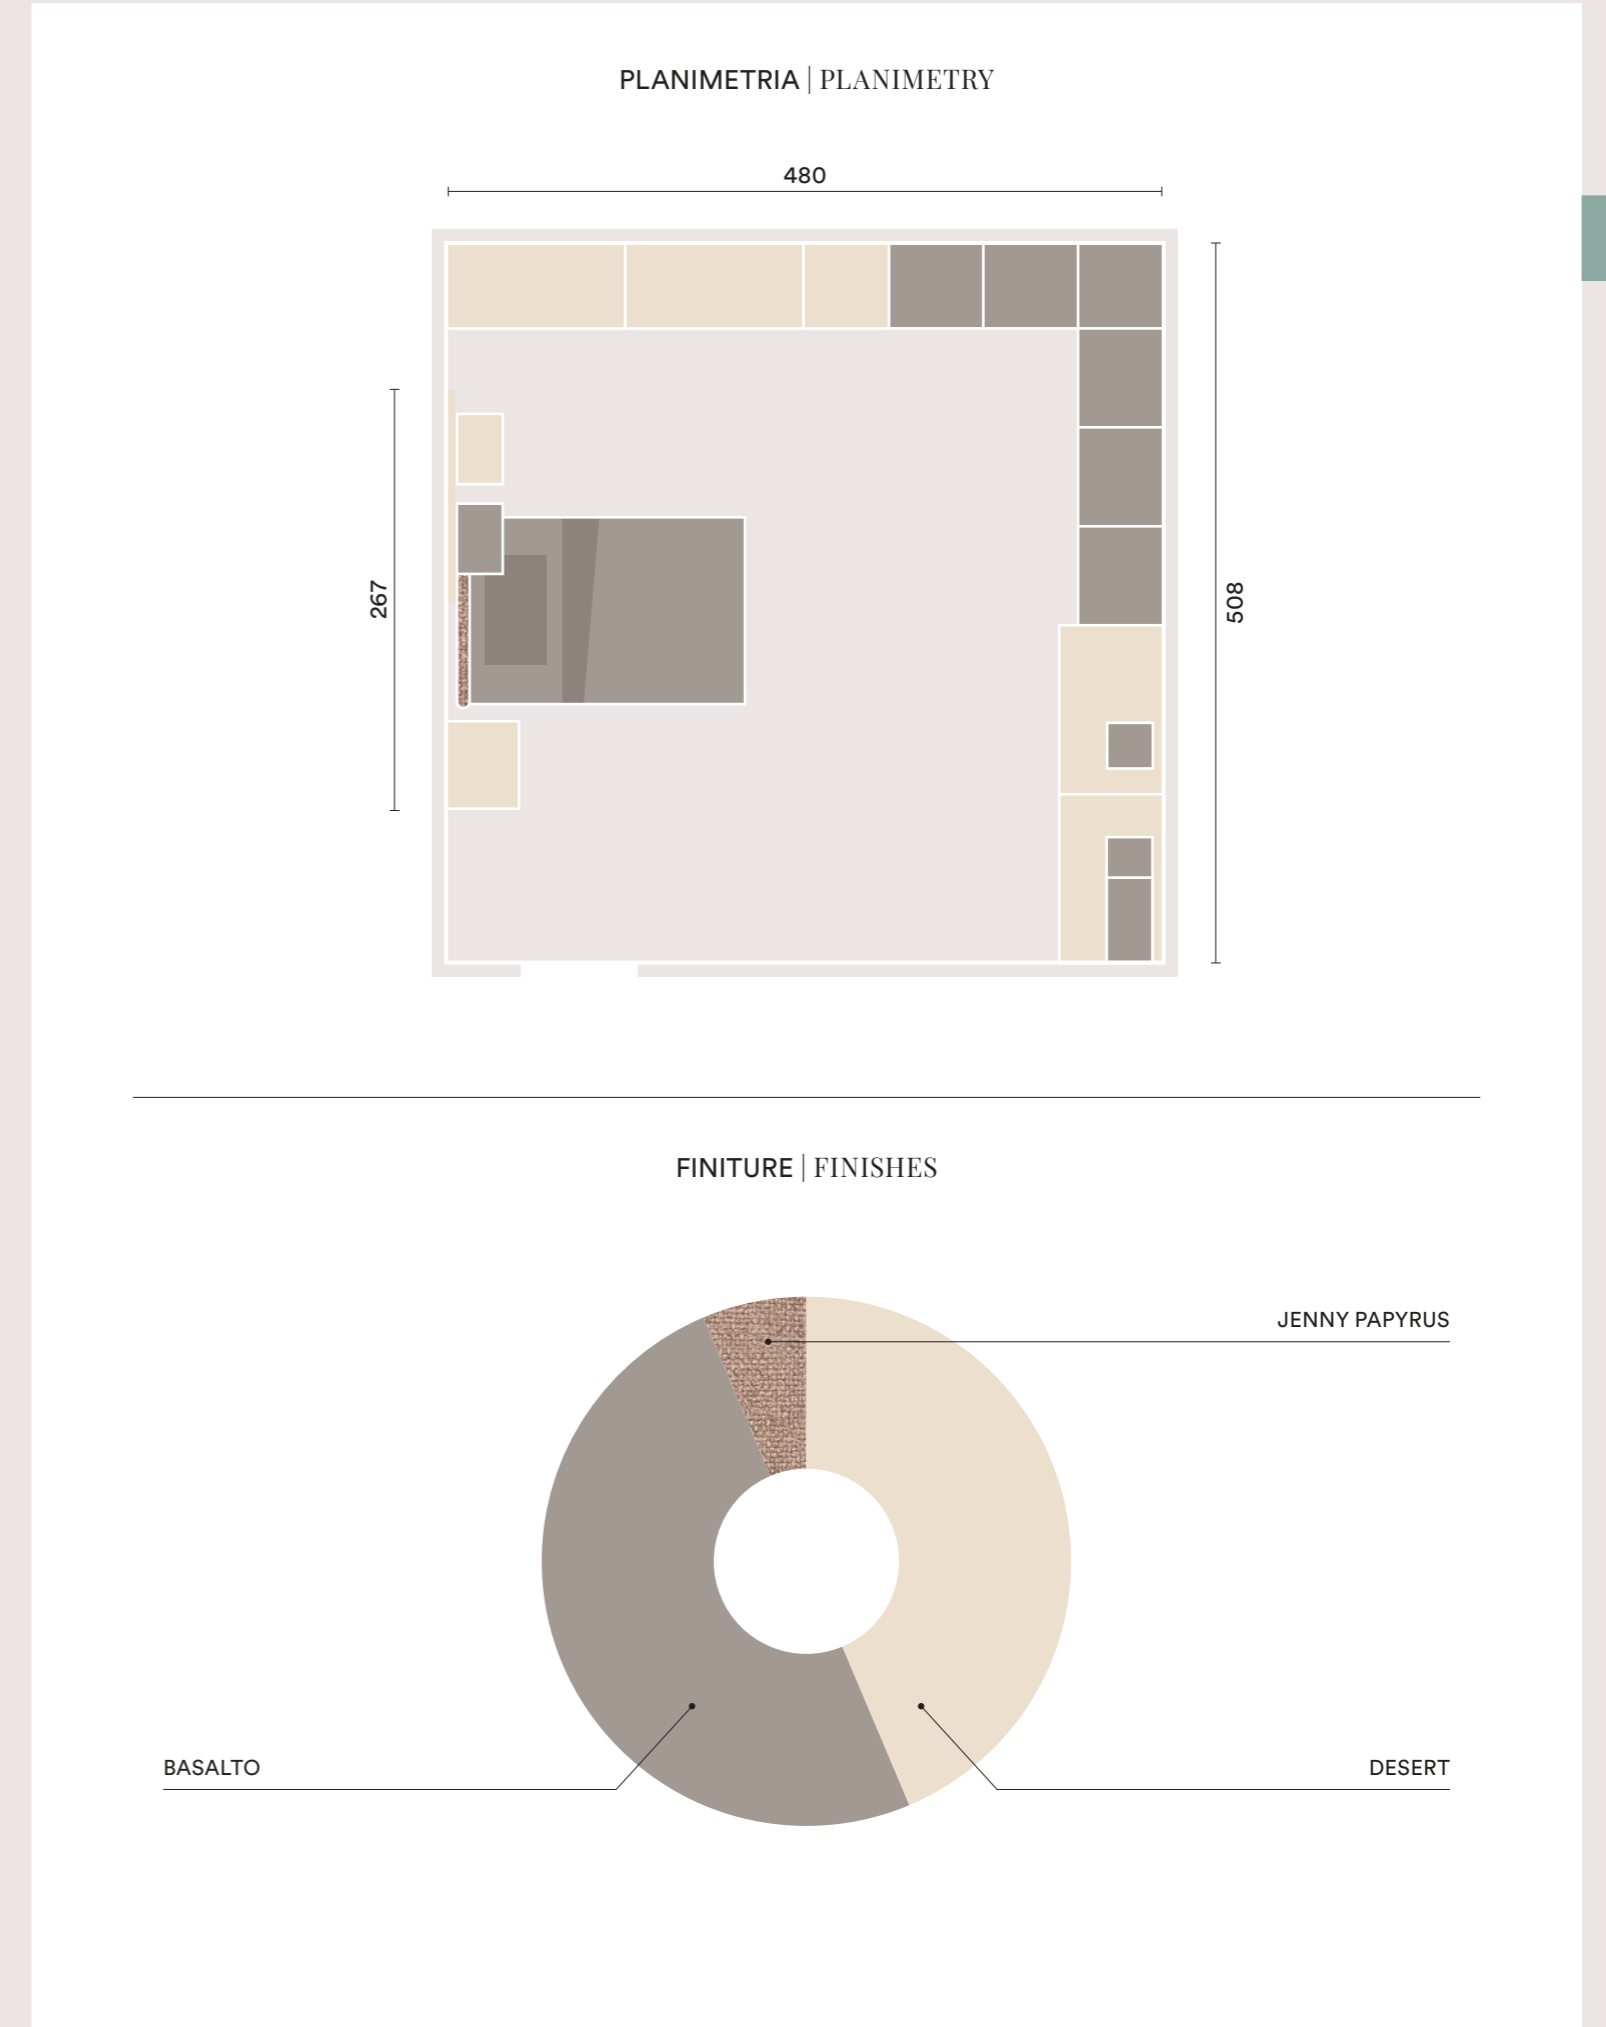 PLANIMETRIA | PLANIMETRY
480
267
508
FINITURE | FINISHES
JENNY PAPYRUS
BASALTO
DESERT